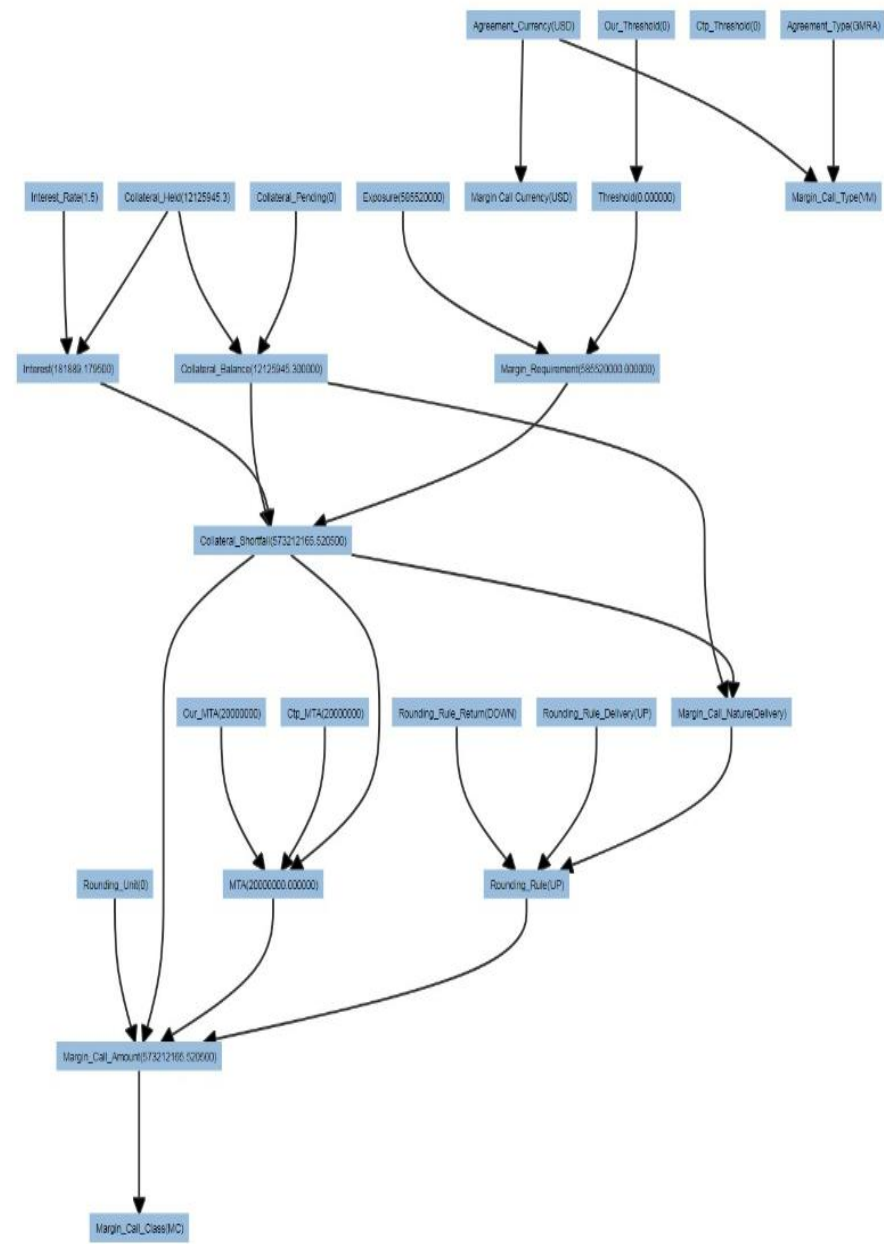 Agreement_Currency(USD)
Our_Threshold(0)
Ctp_Threshold(0)
Agreement_Type(GMRA)
Interest_Rate(1.5)
Collateral_Held(12125945.3)
Collateral_Pending(0)
Exposure(585520000)
Margin Call Currency(USD)
Threshold(0.000000)
Margin_Call_Type(VM)
Interest(181889.179500)
Collateral_Balance(12125945.300000)
Margin_Requirement(585520000.000000)
Collateral_Shortfall(573212165.520500)
Our_MTA(20000000)
Ctp_MTA(20000000)
Rounding_Rule_Return(DOWN)
Rounding_Rule_Delivery(UP)
Margin_Call_Nature(Delivery)
Rounding_Unit(0)
MTA(20000000.000000)
Rounding_Rule(UP)
Margin_Call_Amount(573212165.520500)
Margin_Call_Class(MC)